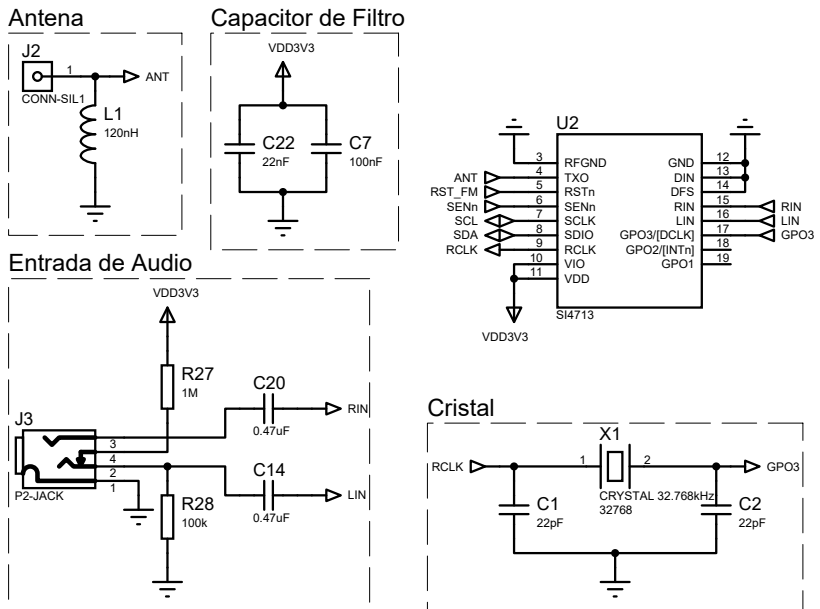 Antena
J2
1
ANT
CONN-SIL1
L1
120nH
Capacitor de Filtro
VDD3V3
C22
22nF
C7
100nF
U2
3 RFGND GND 12
ANT 4 TXO DIN 13
RST_FM 5 RSTn DFS 14
SENn 6 SENn RIN 15 RIN
SCL 7 SCLK LIN 16 LIN
SDA 8 SDIO GPO3/[DCLK] 17 GPO3
RCLK 9 RCLK GPO2/[INTn] 18
10 VIO GPO1 19
11 VDD
SI4713
VDD3V3
Entrada de Audio
VDD3V3
R27
1M
C20
0.47uF
RIN
J3
3
4
2
1
P2-JACK
C14
0.47uF
LIN
R28
100k
Cristal
X1
RCLK
1
2
GPO3
CRYSTAL 32.768kHz
32768
C1
22pF
C2
22pF